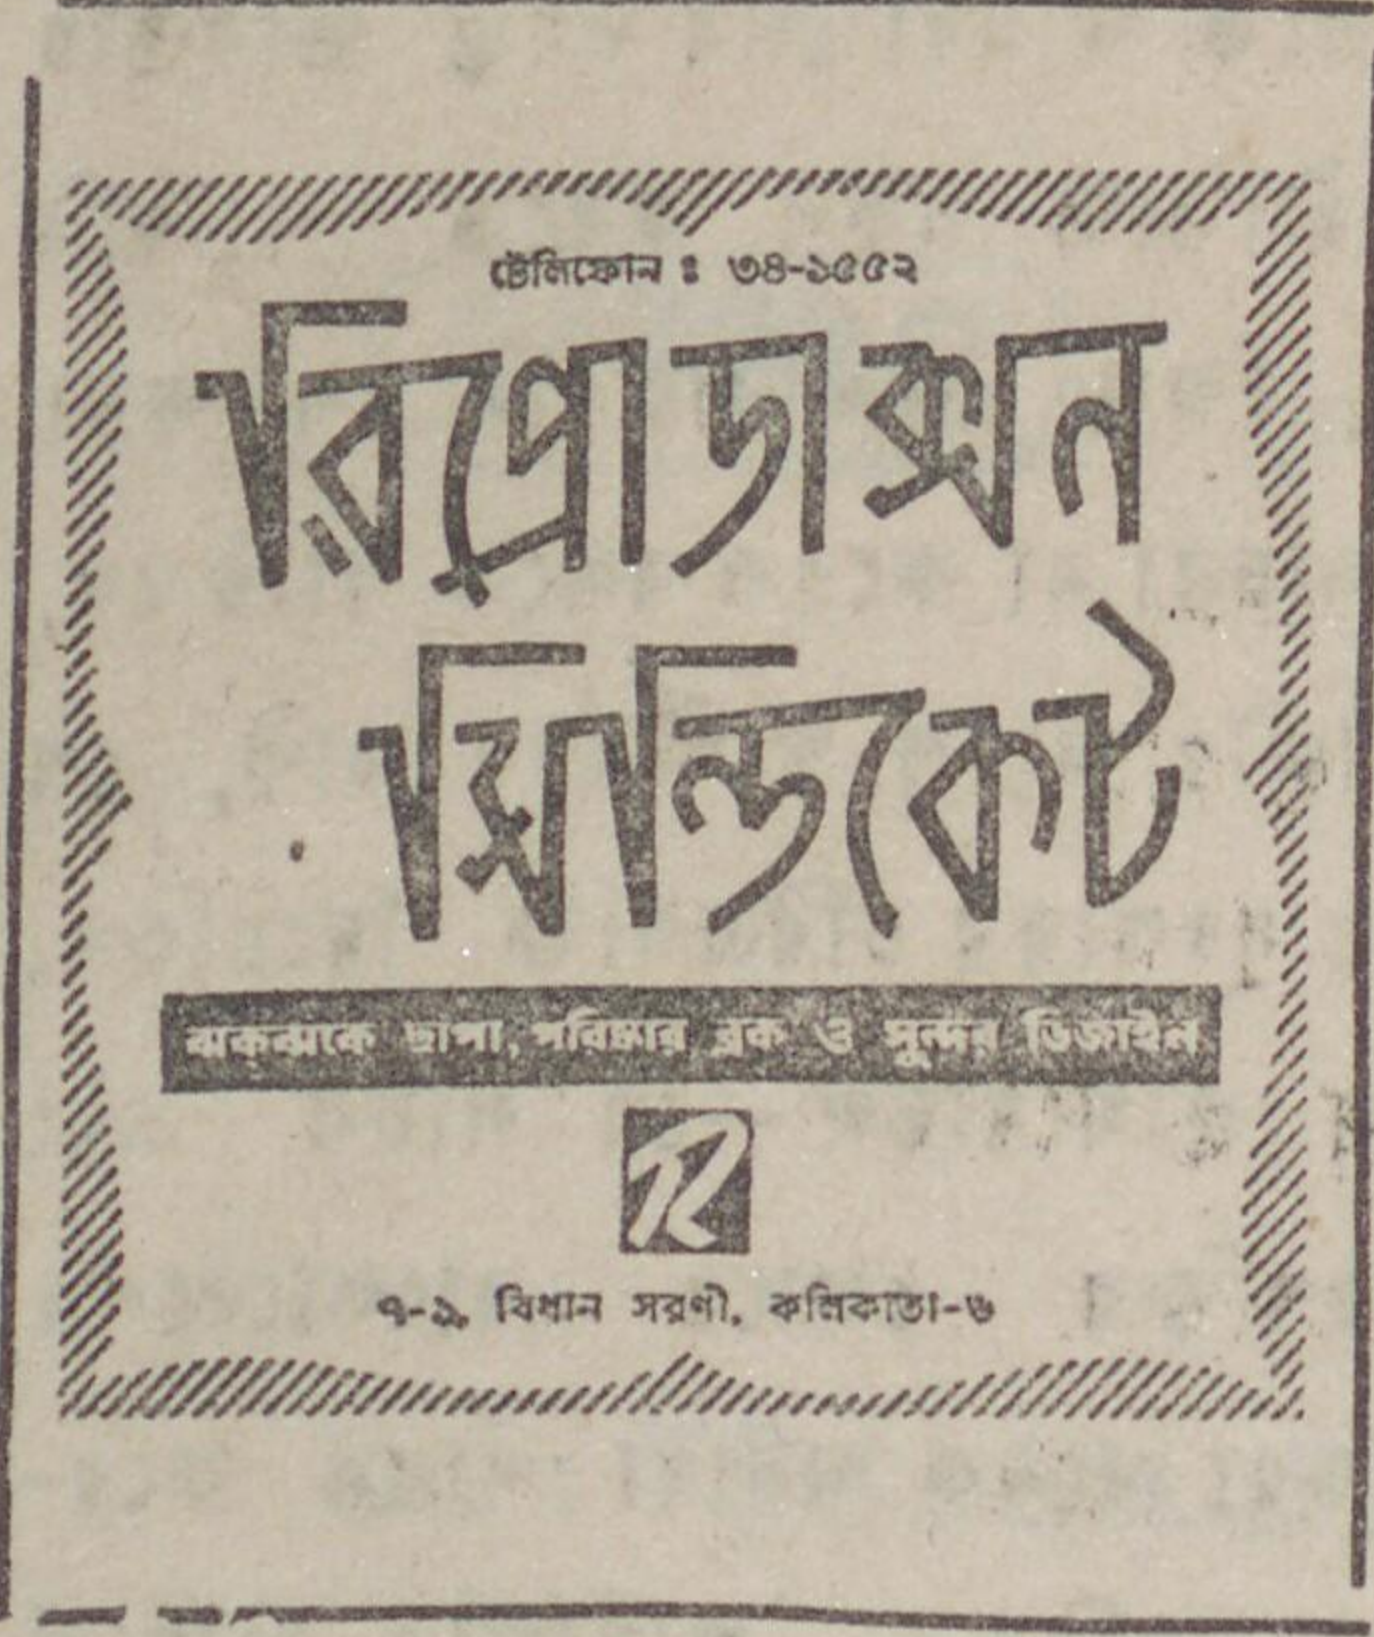 টেলিফোন : ৩৪-১৫৫২
রিপ্রোডাক্সন
সিন্ডিকেট
ঝকঝকে ছাপা, পরিষ্কার ব্লক ও সুন্দর ডিজাইন
R
৭-১, বিধান সরণী, কলিকাতা-৬